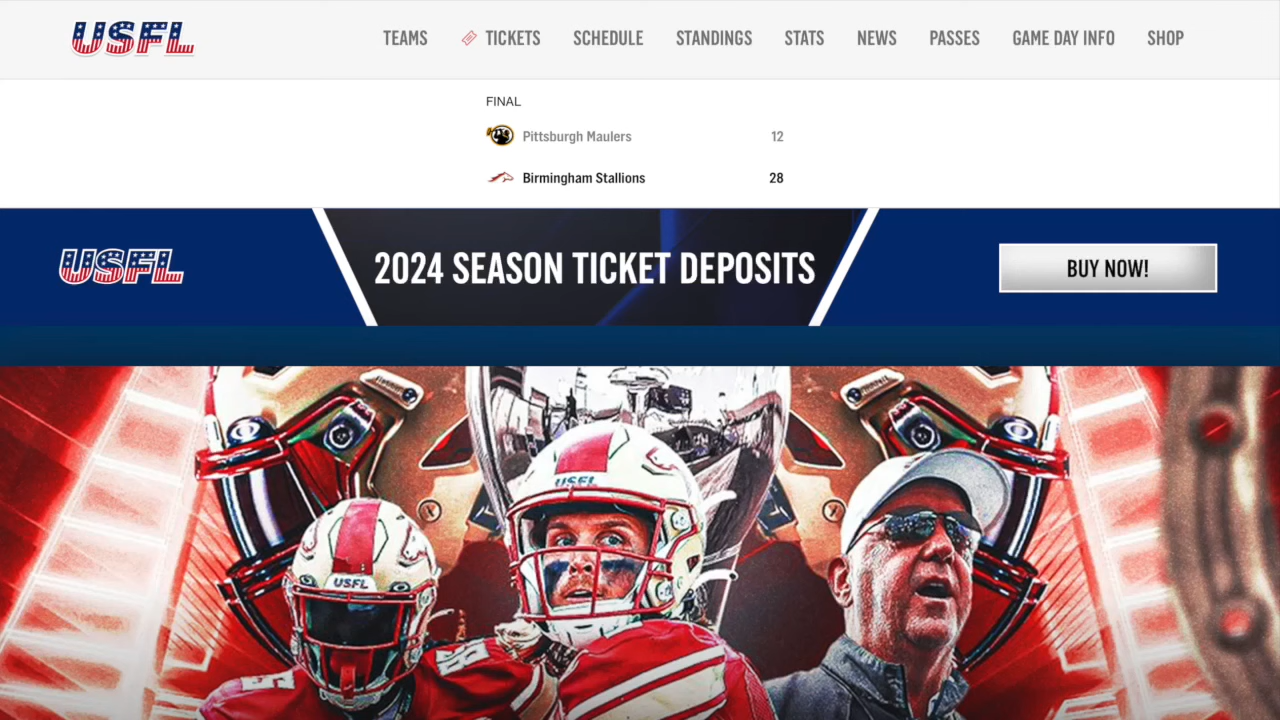 USFL
TEAMS
TICKETS
SCHEDULE
STANDINGS
STATS
NEWS
PASSES
GAME DAY INFO
SHOP
FINAL
Pittsburgh Maulers 12
Birmingham Stallions 28
USFL
2024 SEASON TICKET DEPOSITS
BUY NOW!
USFL
USFL